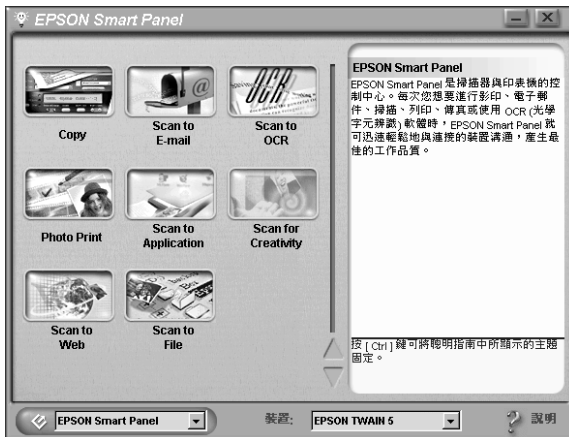 EPSON Smart Panel
Copy
Scan to
E-mail
Scan to
OCR
Photo Print
Scan to
Application
Scan for
Creativity
Scan to
Web
Scan to
File
EPSON Smart Panel
EPSON Smart Panel 是掃描器與印表機的控
制中心。每次您想要進行影印、電子郵
件、掃描、列印、傳真或使用 OCR (光學
字元辨識) 軟體時，EPSON Smart Panel 就
可迅速輕鬆地與連接的裝置溝通，產生最
佳的工作品質。
按 [ Ctrl ] 鍵可將聰明指南中所顯示的主題
固定。
EPSON Smart Panel
裝置:
EPSON TWAIN 5
說明